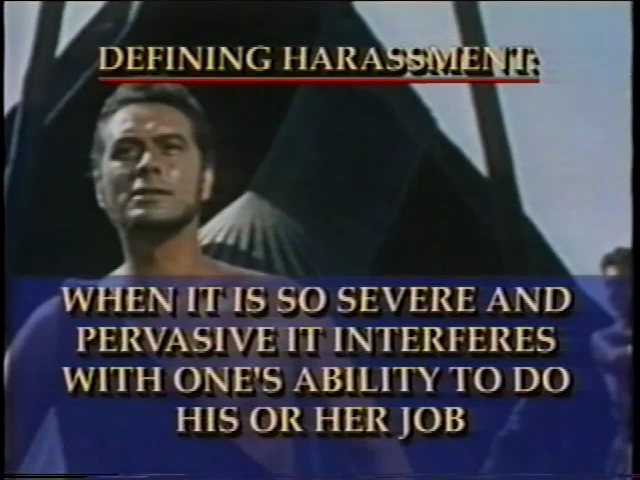 DEFINING HARASSMENT:
WHEN IT IS SO SEVERE AND
PERVASIVE IT INTERFERES
WITH ONE'S ABILITY TO DO
HIS OR HER JOB